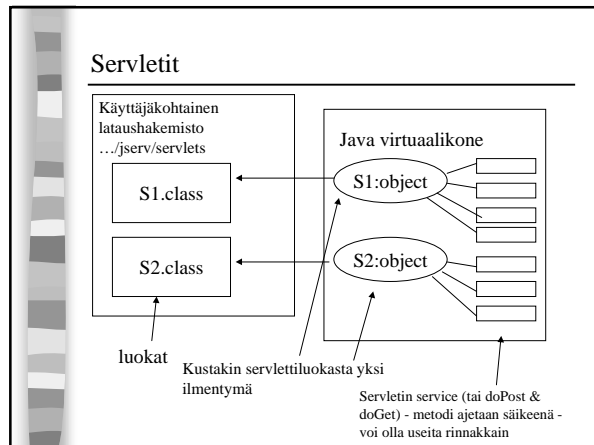 Servletit
Käyttäjäkohtainen
lataushakemisto
…/jserv/servlets
S1.class
S2.class
Java virtuaalikone
S1:object
S2:object
luokat
Kustakin servlettiluokasta yksi
ilmentymä
Servletin service (tai doPost &
doGet) - metodi ajetaan säikeenä -
voi olla useita rinnakkain